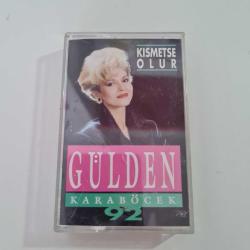 KISMETSE
OLUR
GÜLDEN
KARABÖCEK
92